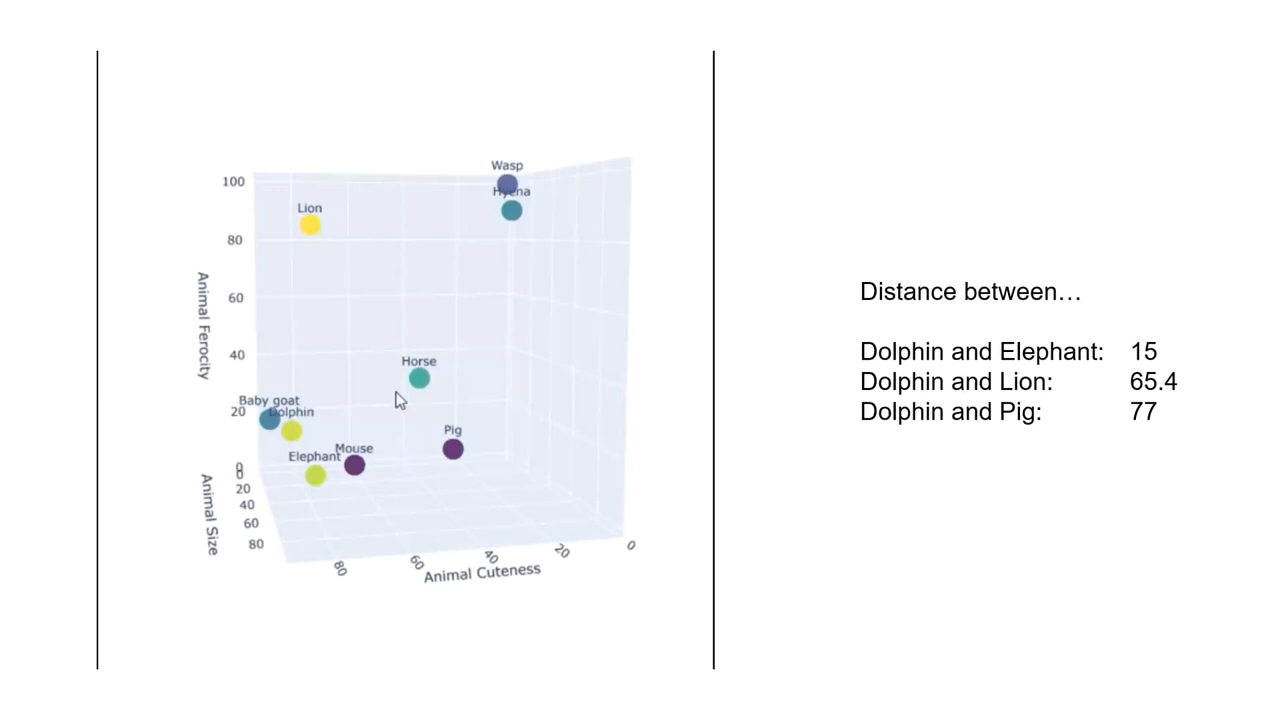 Wasp
100
Hyena
Lion
80
Animal Ferocity
60
Horse
40
Baby goat
20
Dolphin
Pig
Mouse
Elephant
0
0
Animal Size
20
40
60
80
80
60
40
20
0
Animal Cuteness
Distance between…
Dolphin and Elephant: 15
Dolphin and Lion: 65.4
Dolphin and Pig: 77